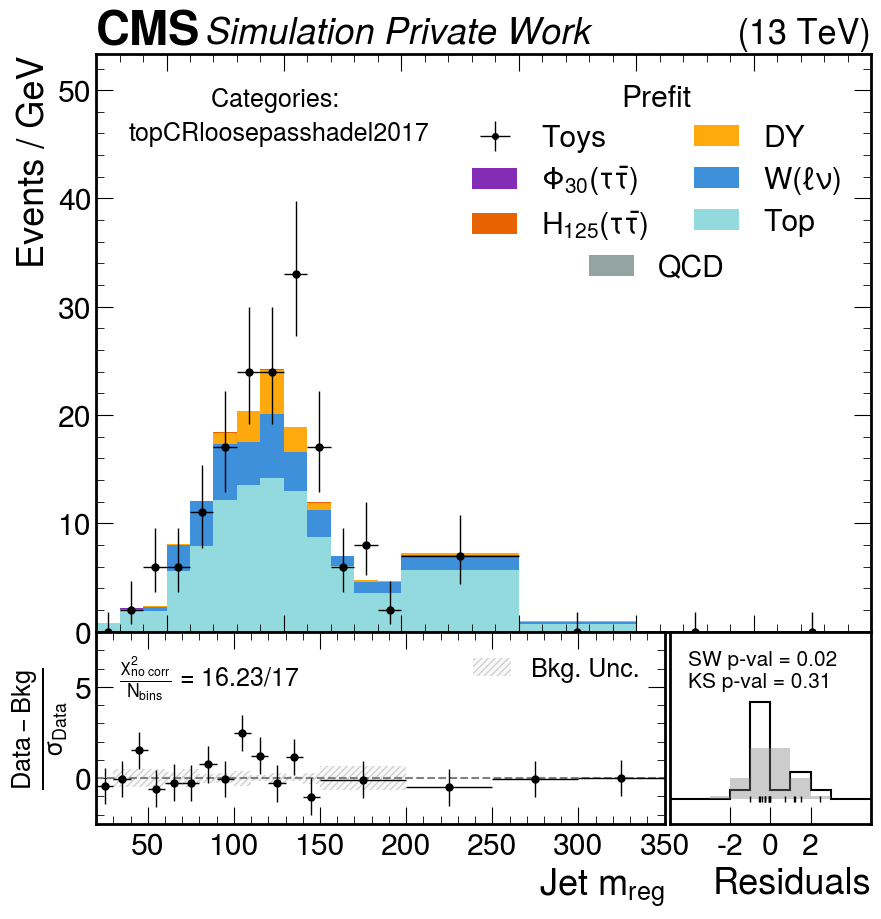 CMS Simulation Private Work (13 TeV)
Events / GeV
50
40
30
20
10
0
Categories:
topCRloosepasshadel2017
Prefit
Toys
Φ30(ττ̄)
H125(ττ̄)
DY
W(ℓν)
Top
QCD
Data – Bkg
σData
5
0
χ²no corr
Nbins
= 16.23/17
Bkg. Unc.
SW p-val = 0.02
KS p-val = 0.31
50 100 150 200 250 300 350 -2 0 2
Jet mreg Residuals